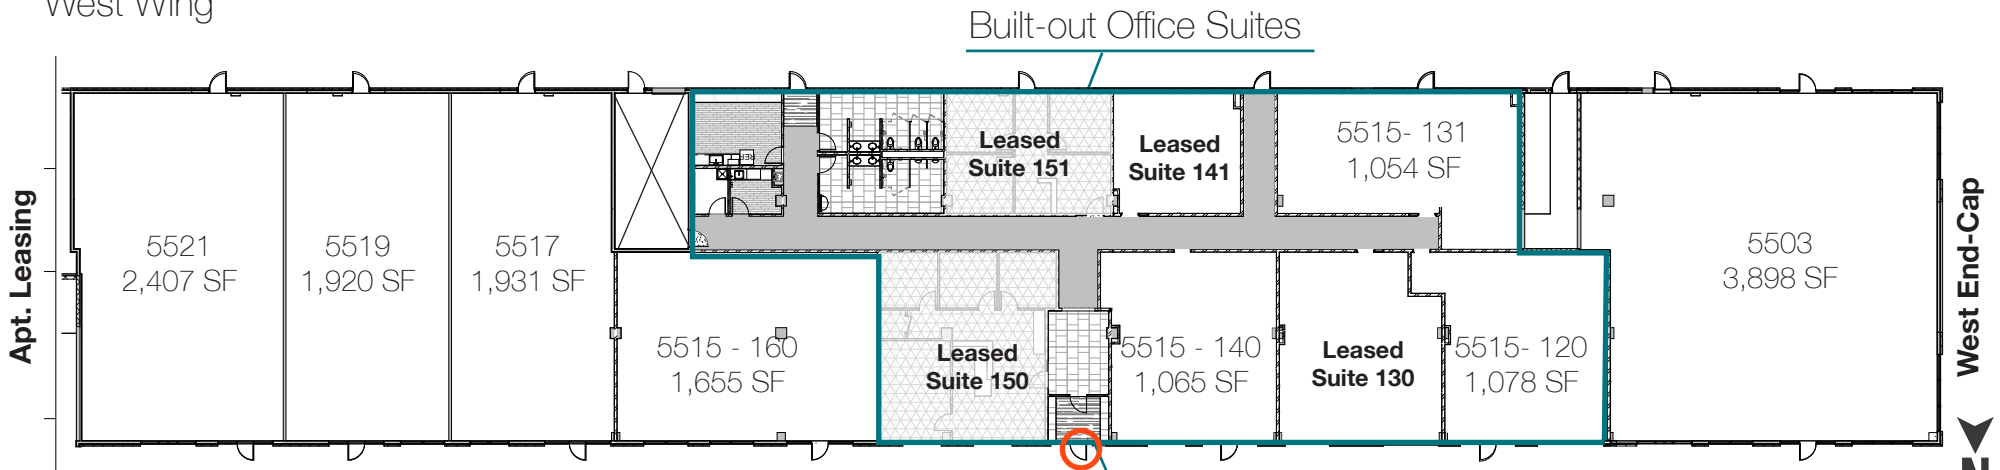 West Wing
Built-out Office Suites
Apt. Leasing
5521
2,407 SF
5519
1,920 SF
5517
1,931 SF
REF
5515 - 160
1,655 SF
Leased
Suite 151
Leased
Suite 141
5515- 131
1,054 SF
Leased
Suite 150
5515 - 140
1,065 SF
Leased
Suite 130
5515- 120
1,078 SF
5503
3,898 SF
West End-Cap
N